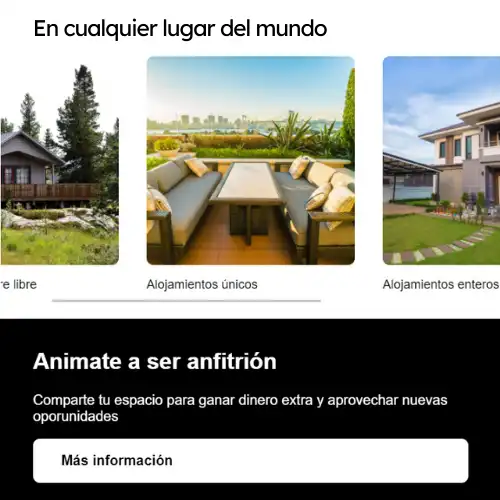 En cualquier lugar del mundo
re libre
Alojamientos únicos
Alojamientos enteros
Animate a ser anfitrión
Comparte tu espacio para ganar dinero extra y aprovechar nuevas
oporunidades
Más información